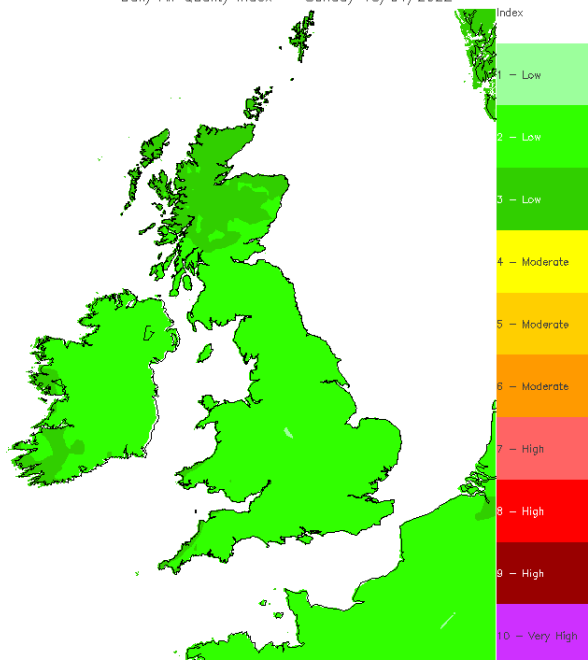 Index
1 - Low
2 - Low
3 - Low
4 - Moderate
5 - Moderate
6 - Moderate
7 - High
8 - High
9 - High
10 - Very High